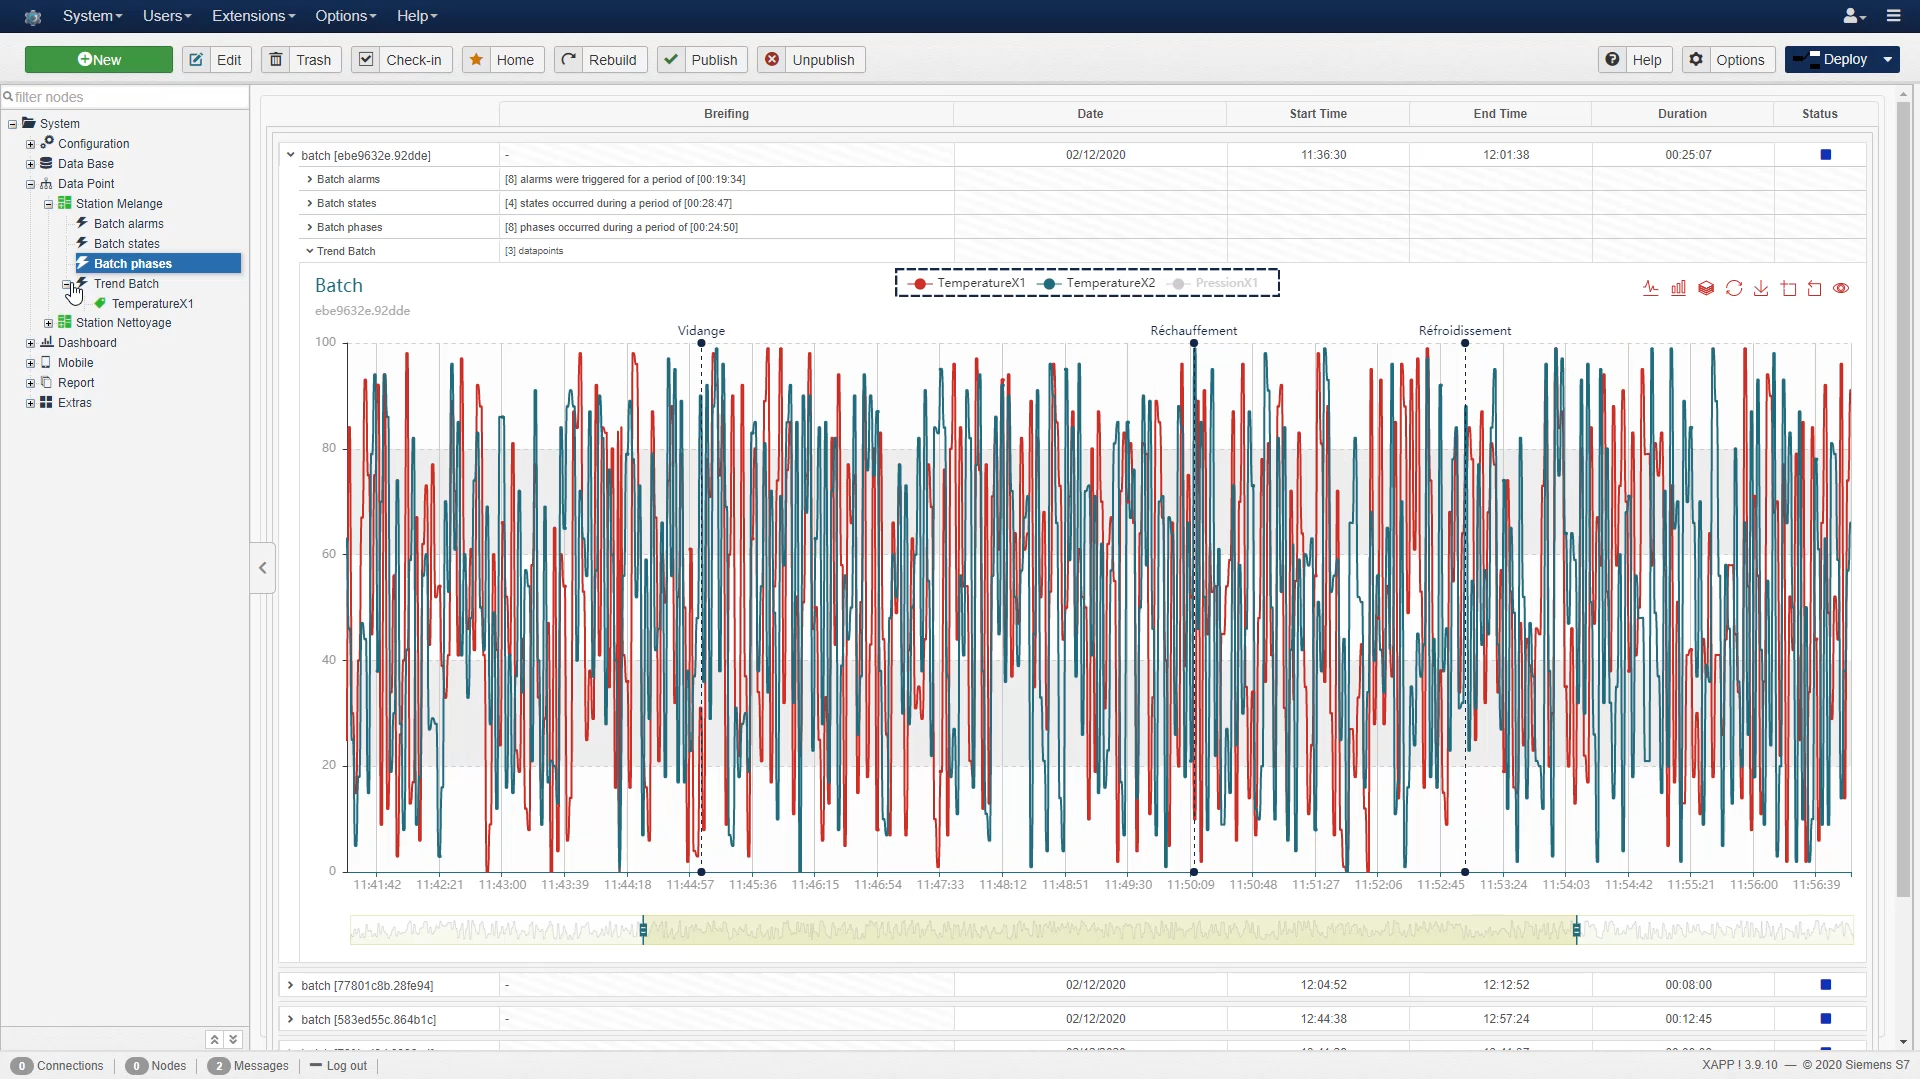 System Users Extensions Options Help
New Edit Trash Check-in Home Rebuild Publish Unpublish Help Options Deploy
filter nodes
System
Configuration
Data Base
Data Point
Station Melange
Batch alarms
Batch states
Batch phases
Trend Batch
TemperatureX1
Station Nettoyage
Dashboard
Mobile
Report
Extras
Breifing Date Start Time End Time Duration Status
batch [ebe9632e.92dde] - 02/12/2020 11:36:30 12:01:38 00:25:07
Batch alarms [8] alarms were triggered for a period of [00:19:34]
Batch states [4] states occurred during a period of [00:28:47]
Batch phases [8] phases occurred during a period of [00:24:50]
Trend Batch [3] datapoints
Batch
ebe9632e.92dde
TemperatureX1 TemperatureX2 PressionX1
Vidange Réchauffement Réfroidissement
100
80
60
40
20
0
11:41:42 11:42:21 11:43:00 11:43:39 11:44:18 11:44:57 11:45:36 11:46:15 11:46:54 11:47:33 11:48:12 11:48:51 11:49:30 11:50:09 11:50:48 11:51:27 11:52:06 11:52:45 11:53:24 11:54:03 11:54:42 11:55:21 11:56:00 11:56:39
batch [77801c8b.28fe94] - 02/12/2020 12:04:52 12:12:52 00:08:00
batch [583ed55c.864b1c] - 02/12/2020 12:44:38 12:57:24 00:12:45
0 Connections 0 Nodes 2 Messages Log out
XAPP ! 3.9.10 — © 2020 Siemens S7